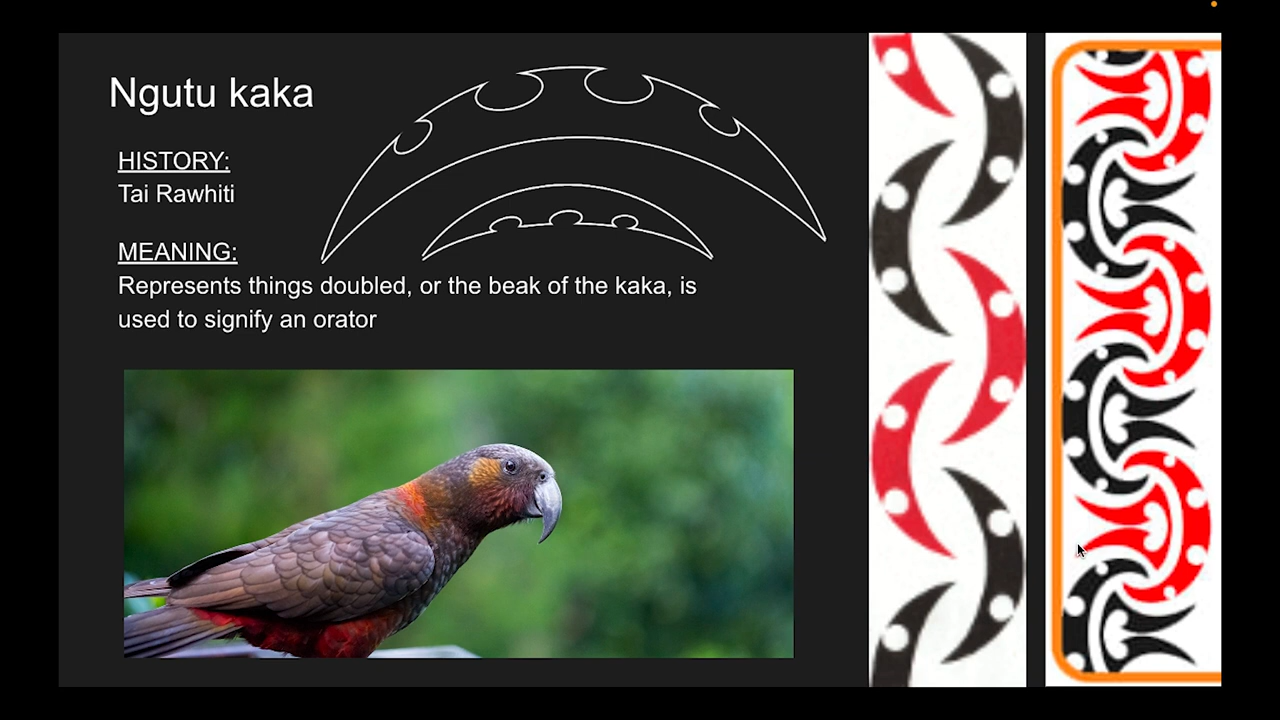 Ngutu kaka
HISTORY:
Tai Rawhiti
MEANING:
Represents things doubled, or the beak of the kaka, is
used to signify an orator